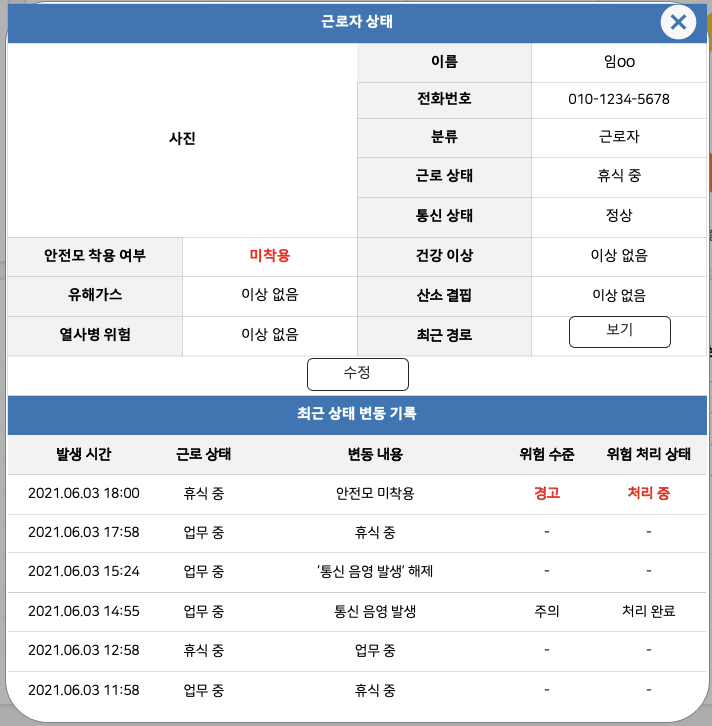 근로자 상태
사진
이름 임OO
전화번호 010-1234-5678
분류 근로자
근로 상태 휴식 중
통신 상태 정상
안전모 착용 여부 미착용 건강 이상 이상 없음
유해가스 이상 없음 산소 결핍 이상 없음
열사병 위험 이상 없음 최근 경로 보기
수정
최근 상태 변동 기록
발생 시간 근로 상태 변동 내용 위험 수준 위험 처리 상태
2021.06.03 18:00 휴식 중 안전모 미착용 경고 처리 중
2021.06.03 17:58 업무 중 휴식 중 - -
2021.06.03 15:24 업무 중 '통신 음영 발생' 해제 - -
2021.06.03 14:55 업무 중 통신 음영 발생 주의 처리 완료
2021.06.03 12:58 휴식 중 업무 중 - -
2021.06.03 11:58 업무 중 휴식 중 - -